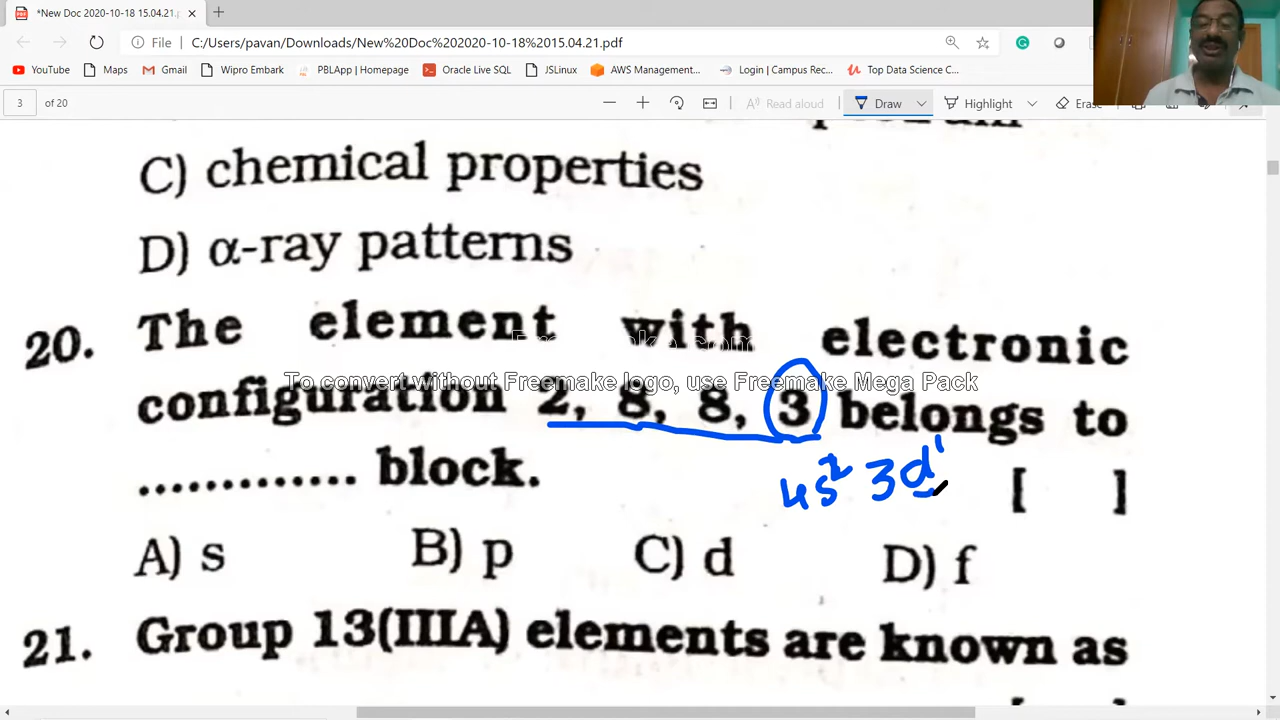 *New Doc 2020-10-18 15.04.21.p
File C:/Users/pavan/Downloads/New%20Doc%202020-10-18%2015.04.21.pdf
YouTube Maps Gmail Wipro Embark PBLApp | Homepage Oracle Live SQL JSLinux AWS Management... Login | Campus Rec... Top Data Science C...
3 of 20 Read aloud Draw Highlight Erase
C) chemical properties
D) α-ray patterns
20. The element with electronic
To convert without Freemake logo, use Freemake Mega Pack
configuration 2, 8, 8, 3 belongs to
............. block. [ ]
4s² 3d¹
A) s B) p C) d D) f
21. Group 13(IIIA) elements are known as